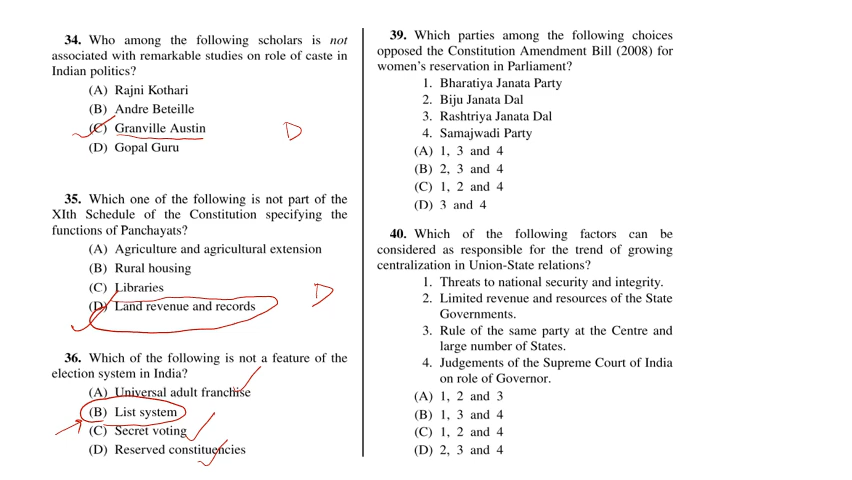 34. Who among the following scholars is not
associated with remarkable studies on role of caste in
Indian politics?
(A) Rajni Kothari
(B) Andre Beteille
(C) Granville Austin
D
(D) Gopal Guru
35. Which one of the following is not part of the
XIth Schedule of the Constitution specifying the
functions of Panchayats?
(A) Agriculture and agricultural extension
(B) Rural housing
(C) Libraries
D
(D) Land revenue and records
36. Which of the following is not a feature of the
election system in India?
(A) Universal adult franchise
(B) List system
(C) Secret voting
(D) Reserved constituencies
39. Which parties among the following choices
opposed the Constitution Amendment Bill (2008) for
women's reservation in Parliament?
1. Bharatiya Janata Party
2. Biju Janata Dal
3. Rashtriya Janata Dal
4. Samajwadi Party
(A) 1, 3 and 4
(B) 2, 3 and 4
(C) 1, 2 and 4
(D) 3 and 4
40. Which of the following factors can be
considered as responsible for the trend of growing
centralization in Union-State relations?
1. Threats to national security and integrity.
2. Limited revenue and resources of the State
Governments.
3. Rule of the same party at the Centre and
large number of States.
4. Judgements of the Supreme Court of India
on role of Governor.
(A) 1, 2 and 3
(B) 1, 3 and 4
(C) 1, 2 and 4
(D) 2, 3 and 4